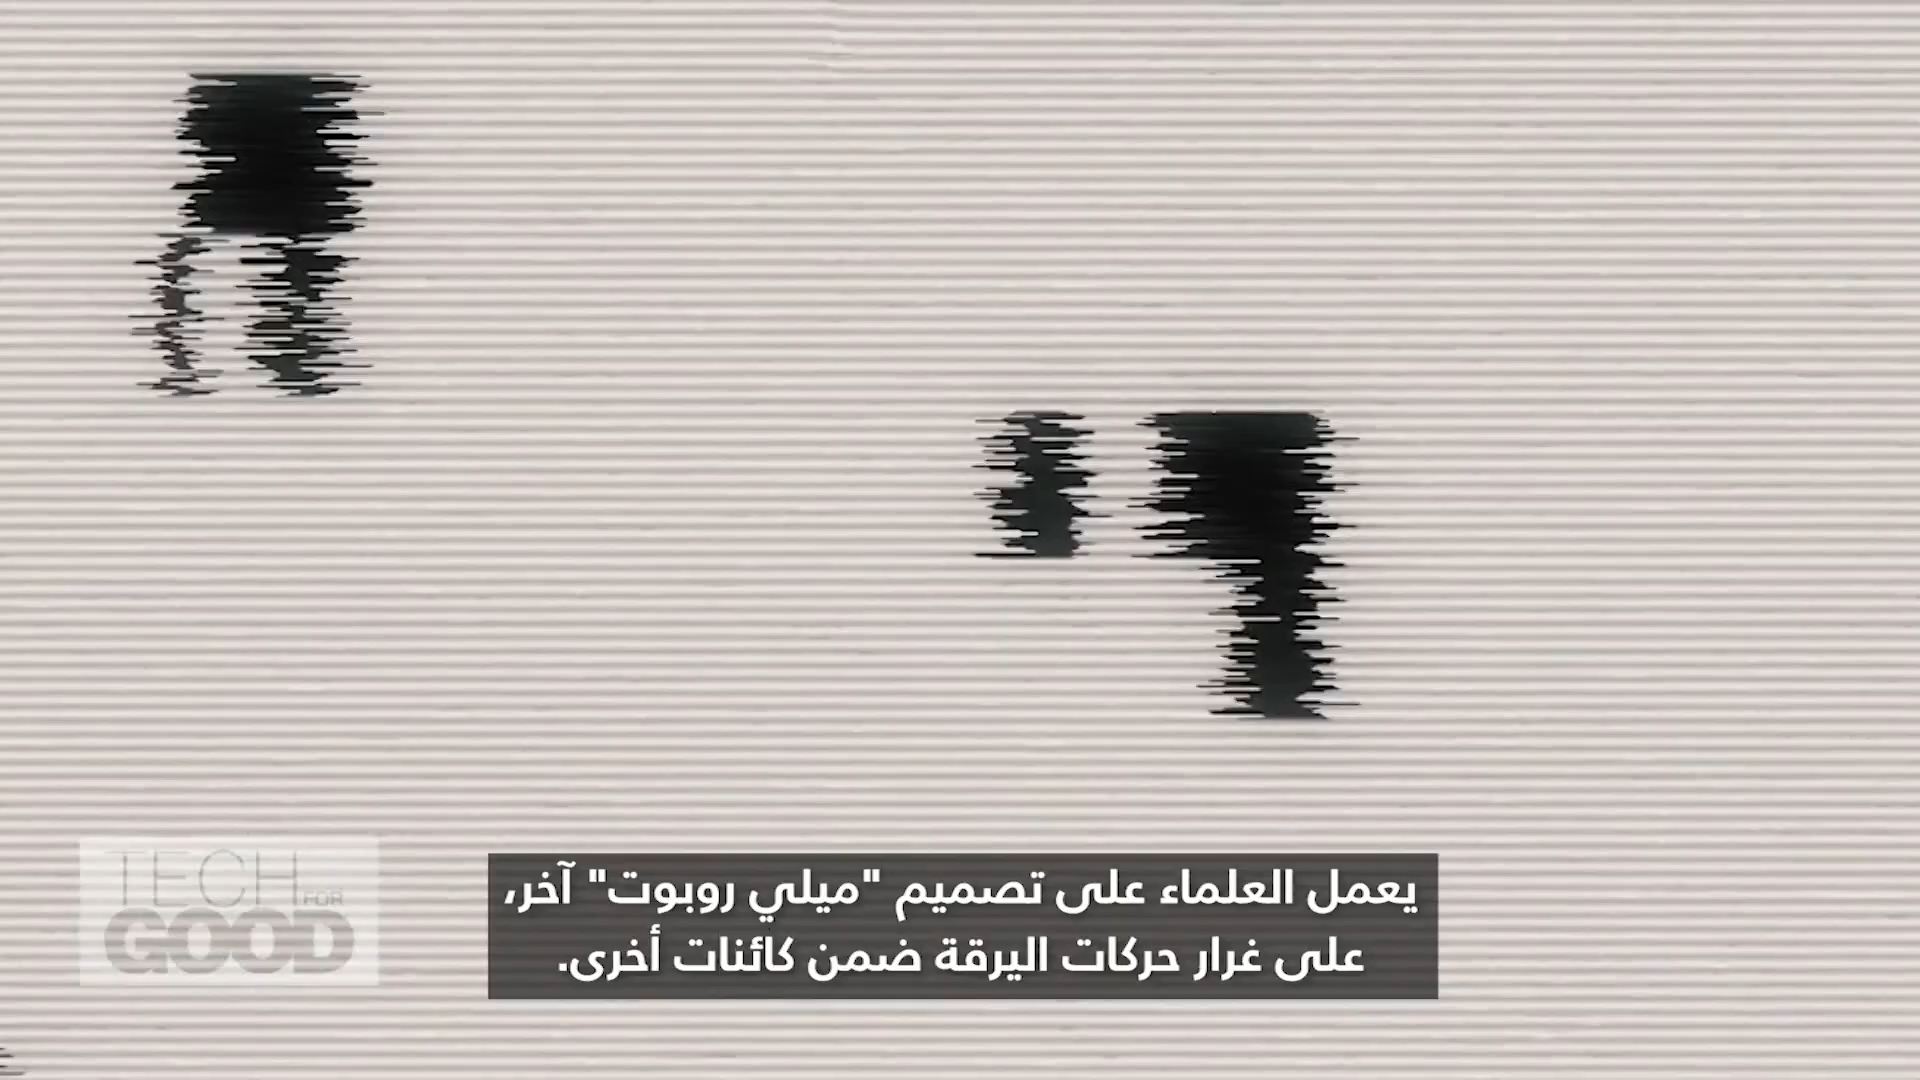 TECH FOR
GOOD
يعمل العلماء على تصميم "ميلي روبوت" آخر،
على غرار حركات اليرقة ضمن كائنات أخرى.